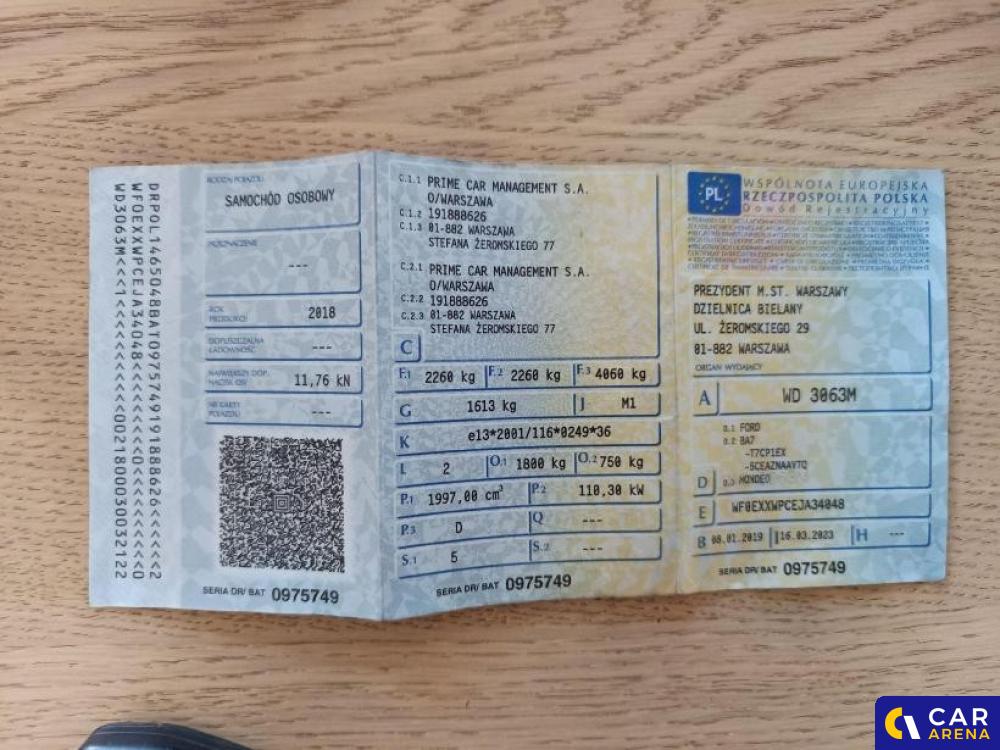 DRPOL1465048BAT0975749191888626<<<<<<2
WF0EXXWPCEJA34048
WD3063M<<1
RODZAJ POJAZDU
SAMOCHÓD OSOBOWY
PRZEZNACZENIE
---
ROK PRODUKCJI
2018
DOPUSZCZALNA ŁADOWNOŚĆ
---
NAJWIĘKSZY DOP. NACISK OSI
11,76 kN
NR KARTY POJAZDU
---
SERIA DR/ BAT 0975749
C.1.1 PRIME CAR MANAGEMENT S.A.
O/WARSZAWA
C.1.2 191888626
C.1.3 01-882 WARSZAWA
STEFANA ŻEROMSKIEGO 77
C.2.1 PRIME CAR MANAGEMENT S.A.
O/WARSZAWA
C.2.2 191888626
C.2.3 01-882 WARSZAWA
STEFANA ŻEROMSKIEGO 77
C
F.1 2260 kg F.2 2260 kg F.3 4060 kg
G 1613 kg J M1
K e13*2001/116*0249*36
L 2 O.1 1800 kg O.2 750 kg
P.1 1997,00 cm³ P.2 110,30 kW
P.3 D Q ---
S.1 5 S.2 ---
SERIA DR/ BAT 0975749
PL
WSPÓLNOTA EUROPEJSKA
RZECZPOSPOLITA POLSKA
Dowód Rejestracyjny
PREZYDENT M.ST. WARSZAWY
DZIELNICA BIELANY
UL. ŻEROMSKIEGO 29
01-882 WARSZAWA
ORGAN WYDAJĄCY
A WD 3063M
D.1 FORD
D.2 BA7
-T7CP1EX
-5CEAZNAAVTQ
D D.3 MONDEO
E WF0EXXWPCEJA34048
B 08.01.2019 I 16.03.2023 H ---
SERIA DR/ BAT 0975749
CAR
ARENA